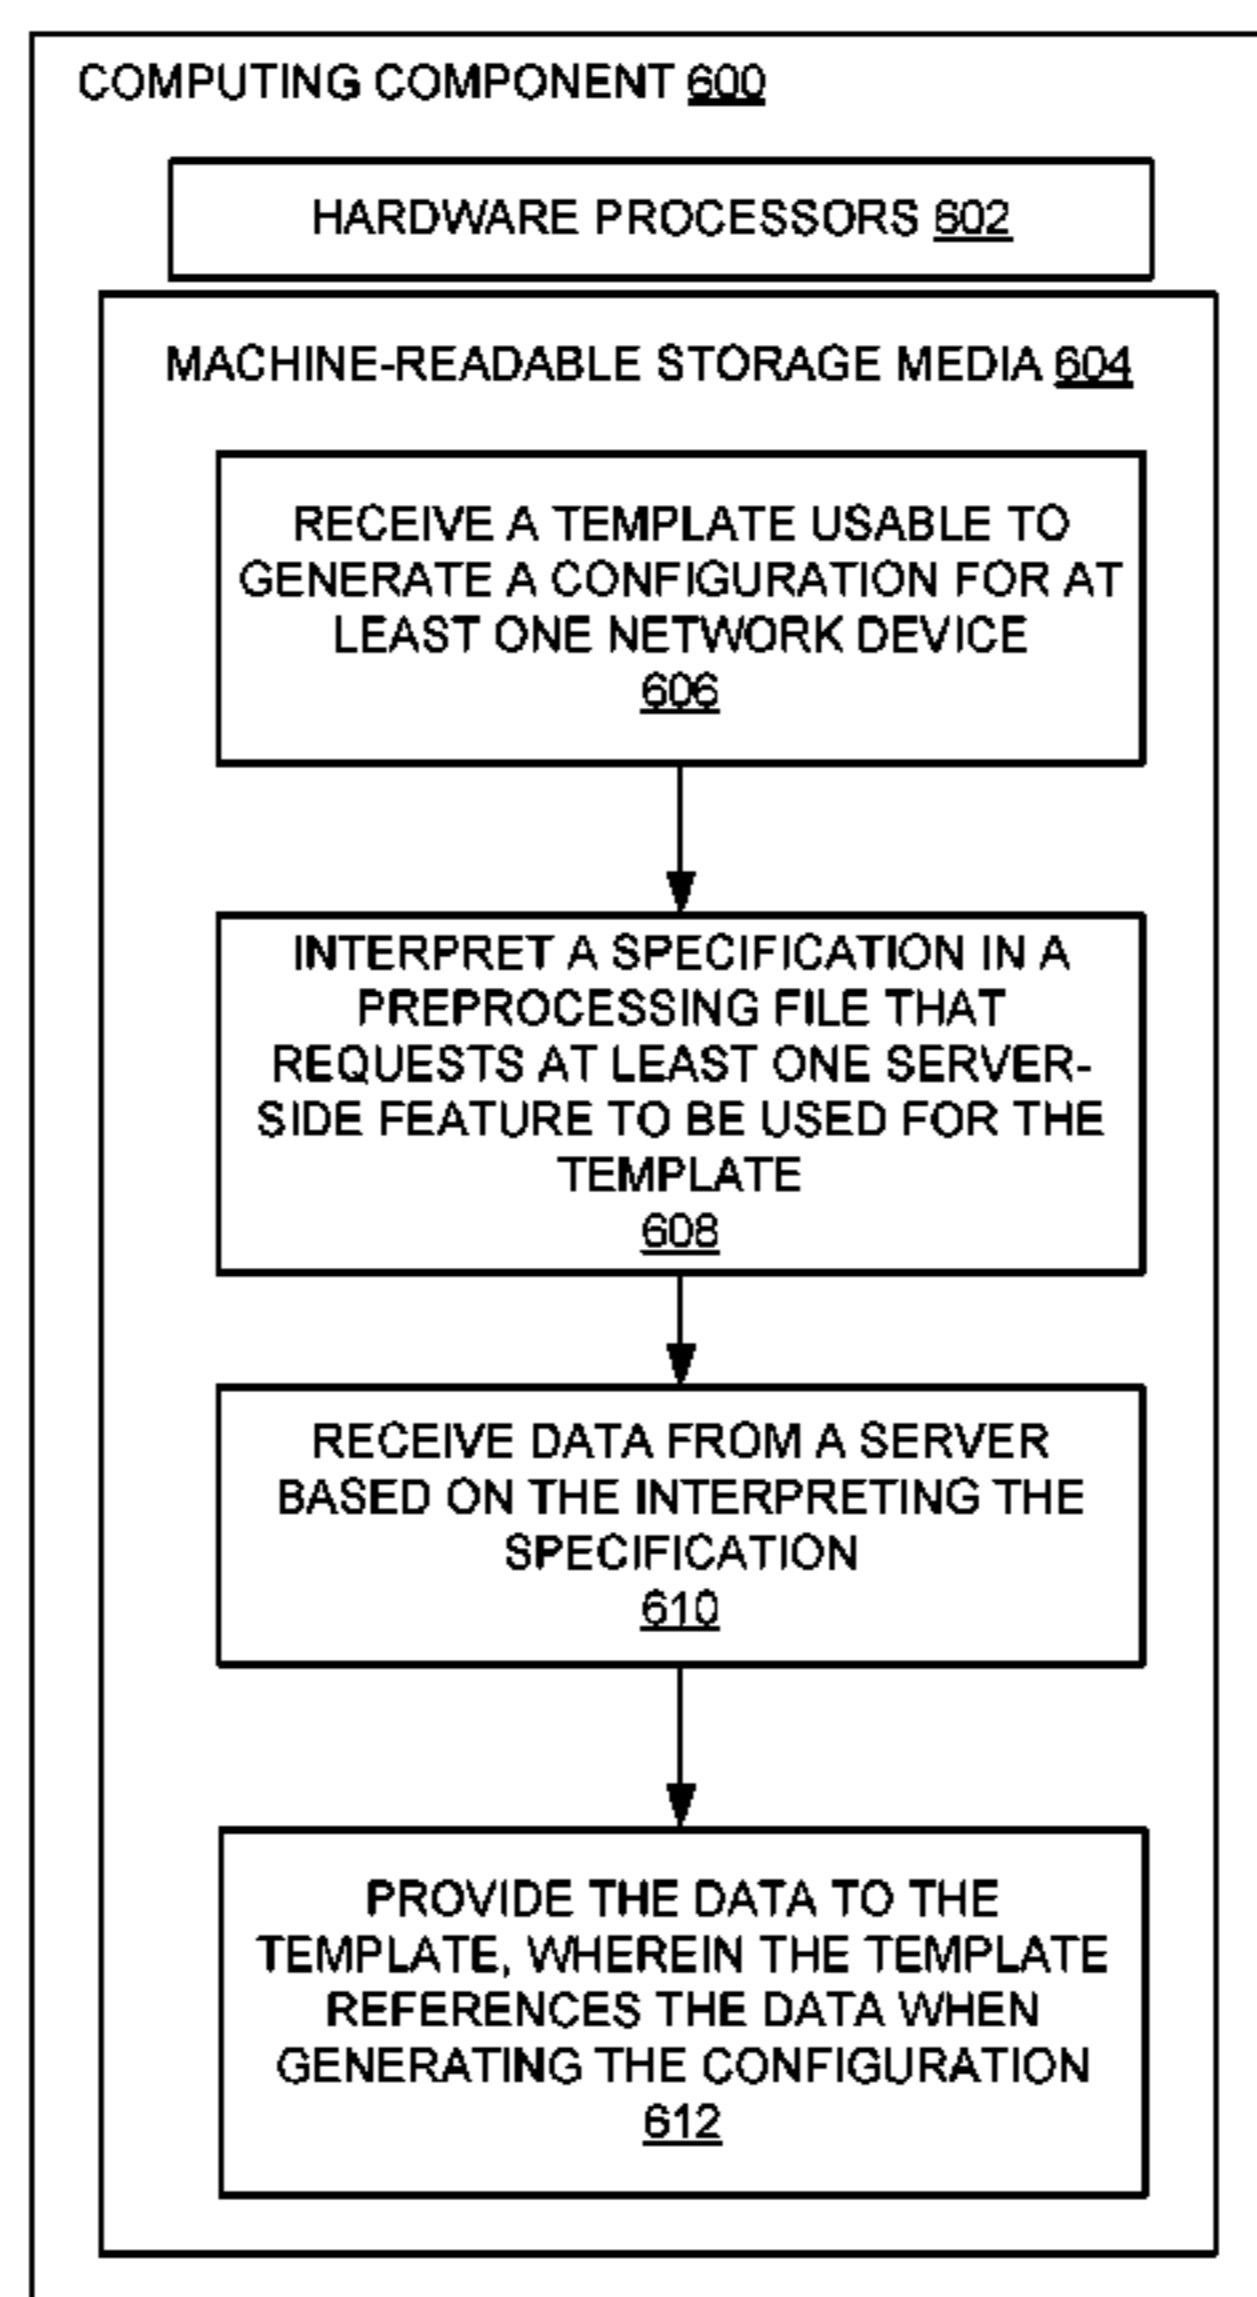 COMPUTING COMPONENT 600
HARDWARE PROCESSORS 602
MACHINE-READABLE STORAGE MEDIA 604
RECEIVE A TEMPLATE USABLE TO
GENERATE A CONFIGURATION FOR AT
LEAST ONE NETWORK DEVICE
606
INTERPRET A SPECIFICATION IN A
PREPROCESSING FILE THAT
REQUESTS AT LEAST ONE SERVER-
SIDE FEATURE TO BE USED FOR THE
TEMPLATE
608
RECEIVE DATA FROM A SERVER
BASED ON THE INTERPRETING THE
SPECIFICATION
610
PROVIDE THE DATA TO THE
TEMPLATE, WHEREIN THE TEMPLATE
REFERENCES THE DATA WHEN
GENERATING THE CONFIGURATION
612